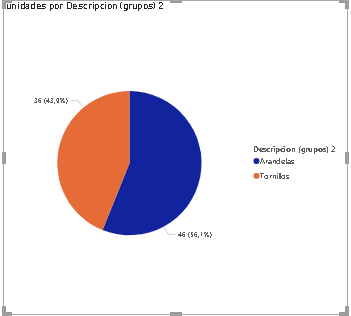 unidades por Descripcion (grupos) 2
36 (43,9%)
Descripcion (grupos) 2
Arandelas
Tornillos
46 (56,1%)